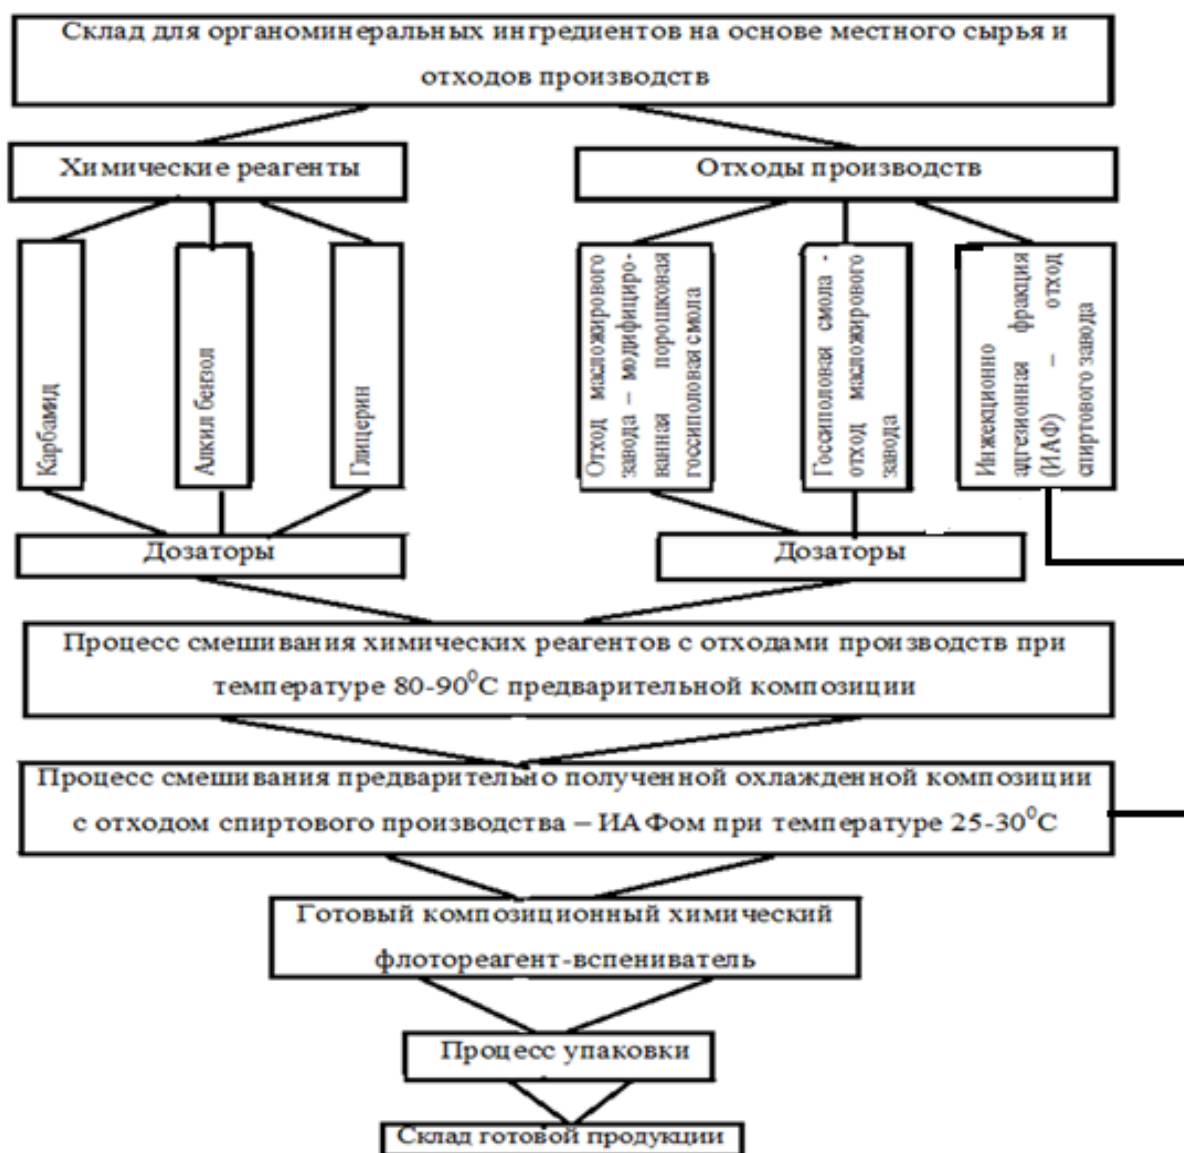 Склад для органоминеральных ингредиентов на основе местного сырья и
отходов производств
Химические реагенты
Отходы производств
Карбамид
Алкил бензол
Глицерин
Отход масложирового
завода – модифициро-
ванная порошковая
госсиполовая смола
Госсиполовая смола -
отход масложирового
завода
Инжекционно
адгезионная фракция
(ИАФ) – отход
спиртового завода
Дозаторы
Дозаторы
Процесс смешивания химических реагентов с отходами производств при
температуре 80-90⁰С предварительной композиции
Процесс смешивания предварительно полученной охлажденной композиции
с отходом спиртового производства – ИАФом при температуре 25-30⁰С
Готовый композиционный химический
флотореагент-вспениватель
Процесс упаковки
Склад готовой продукции